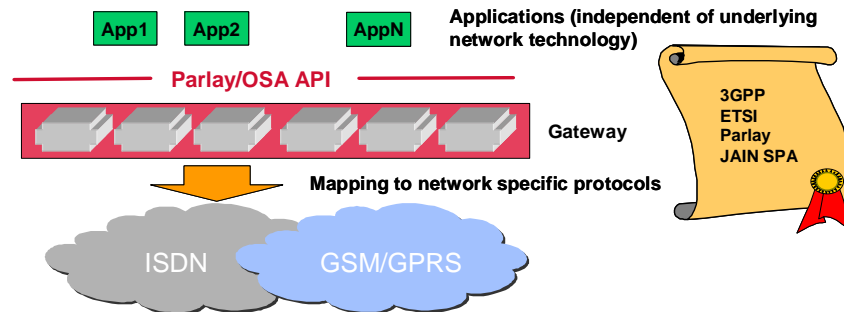 App1 App2 AppN
Applications (independent of underlying
network technology)
Parlay/OSA API
Gateway
3GPP
ETSI
Parlay
JAIN SPA
Mapping to network specific protocols
ISDN GSM/GPRS